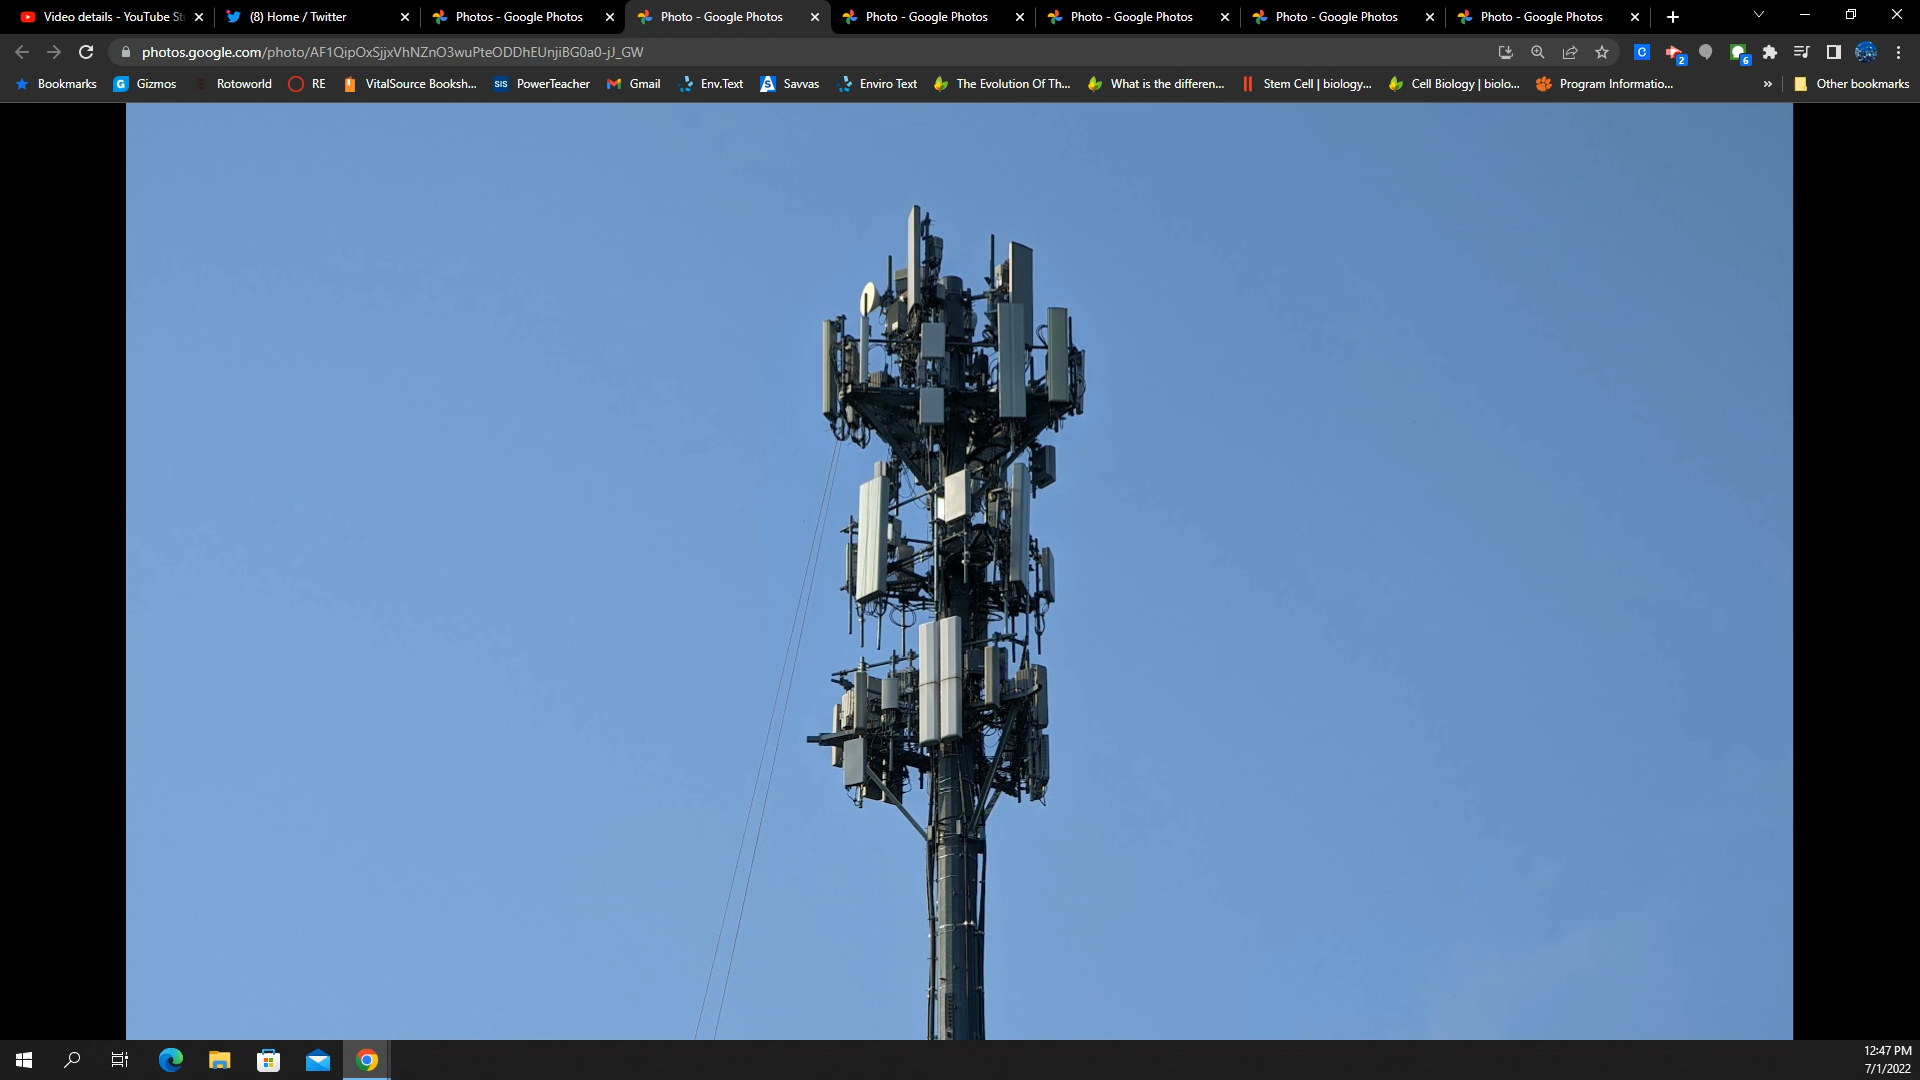 Video details - YouTube St
(8) Home / Twitter
Photos - Google Photos
Photo - Google Photos
Photo - Google Photos
Photo - Google Photos
Photo - Google Photos
Photo - Google Photos
photos.google.com/photo/AF1QipOxSjjxVhNZnO3wuPteODDhEUnjiBG0a0-jJ_GW
C
2
6
Bookmarks
G Gizmos
E Rotoworld
RE
VitalSource Booksh...
SIS PowerTeacher
Gmail
Env.Text
Savvas
Enviro Text
The Evolution Of Th...
What is the differen...
Stem Cell | biology...
Cell Biology | biolo...
Program Informatio...
»
Other bookmarks
12:47 PM
7/1/2022